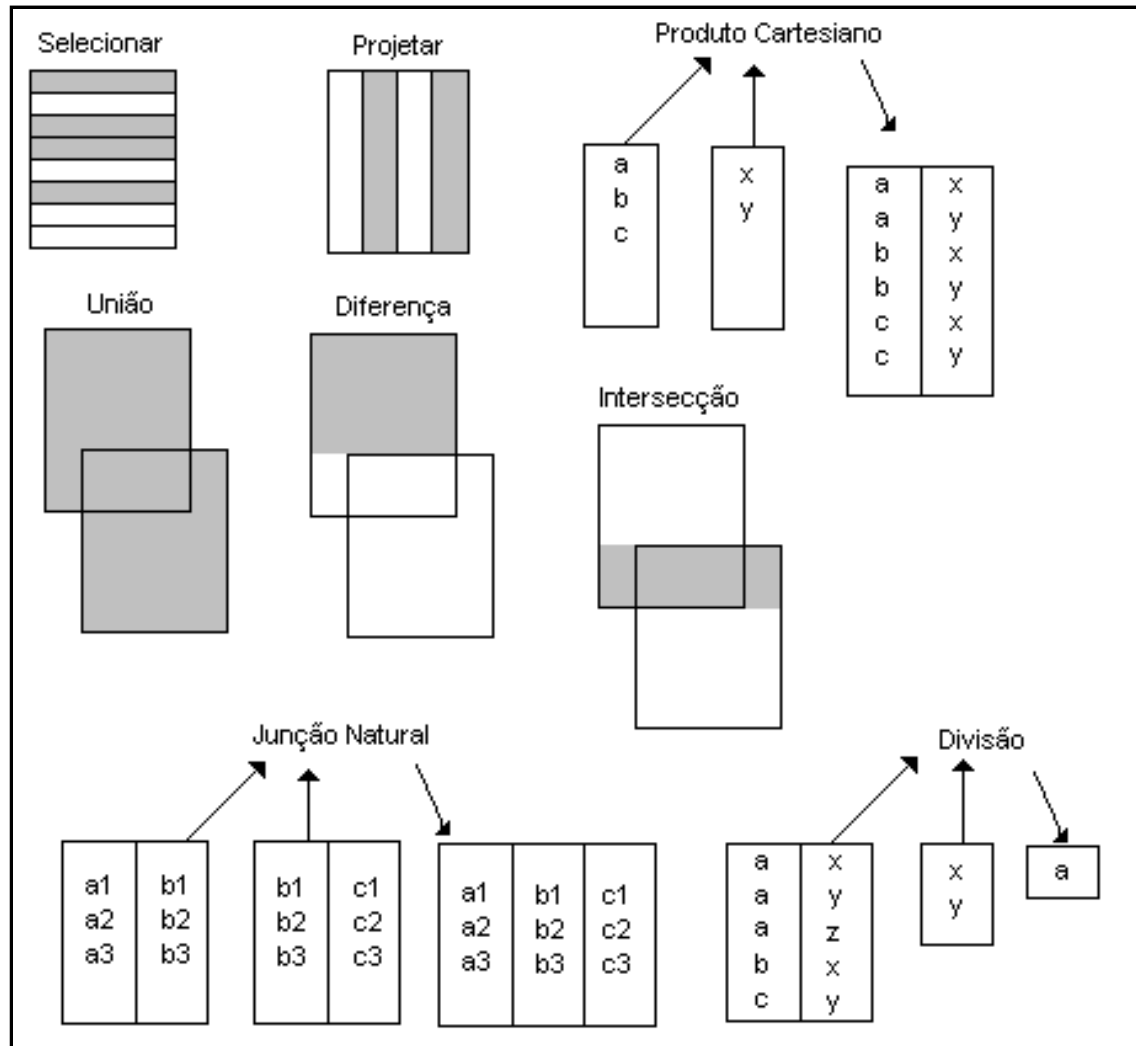 Selecionar
Projetar
Produto Cartesiano
a
b
c
x
y
a x
a y
b x
b y
c x
c y
União
Diferença
Intersecção
Junção Natural
a1 b1
a2 b2
a3 b3
b1 c1
b2 c2
b3 c3
a1 b1 c1
a2 b2 c2
a3 b3 c3
Divisão
a x
a y
a z
b x
c y
x
y
a